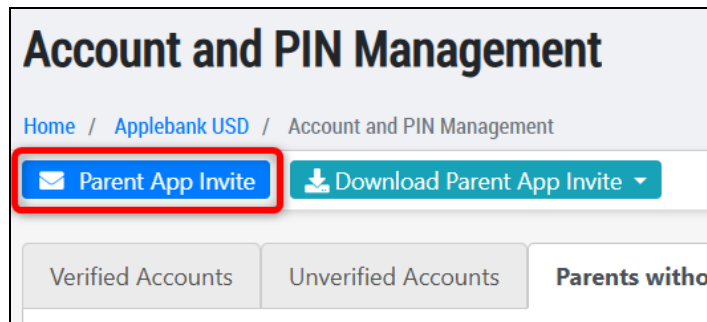 Account and PIN Management
Home / Applebank USD / Account and PIN Management
Parent App Invite Download Parent App Invite
Verified Accounts Unverified Accounts Parents